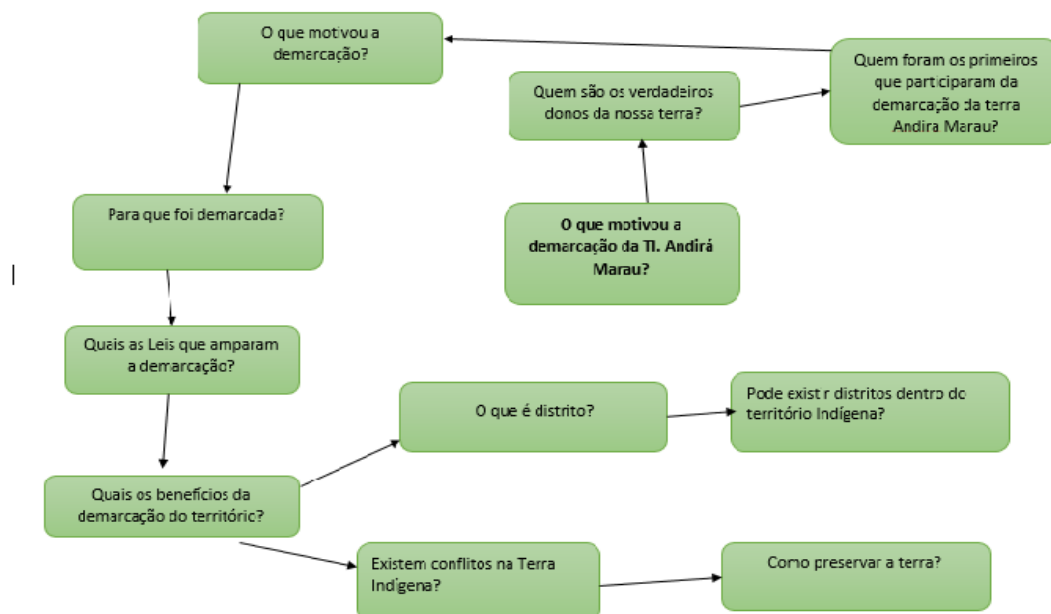 O que motivou a
demarcação?
Quem foram os primeiros
que participaram da
demarcação da terra
Andira Marau?
Quem são os verdadeiros
donos da nossa terra?
Para que foi demarcada?
O que motivou a
demarcação da TI. Andirá
Marau?
Quais as Leis que amparam
a demarcação?
O que é distrito?
Pode existir distritos dentro do
território Indígena?
Quais os benefícios da
demarcação do território?
Existem conflitos na Terra
Indígena?
Como preservar a terra?